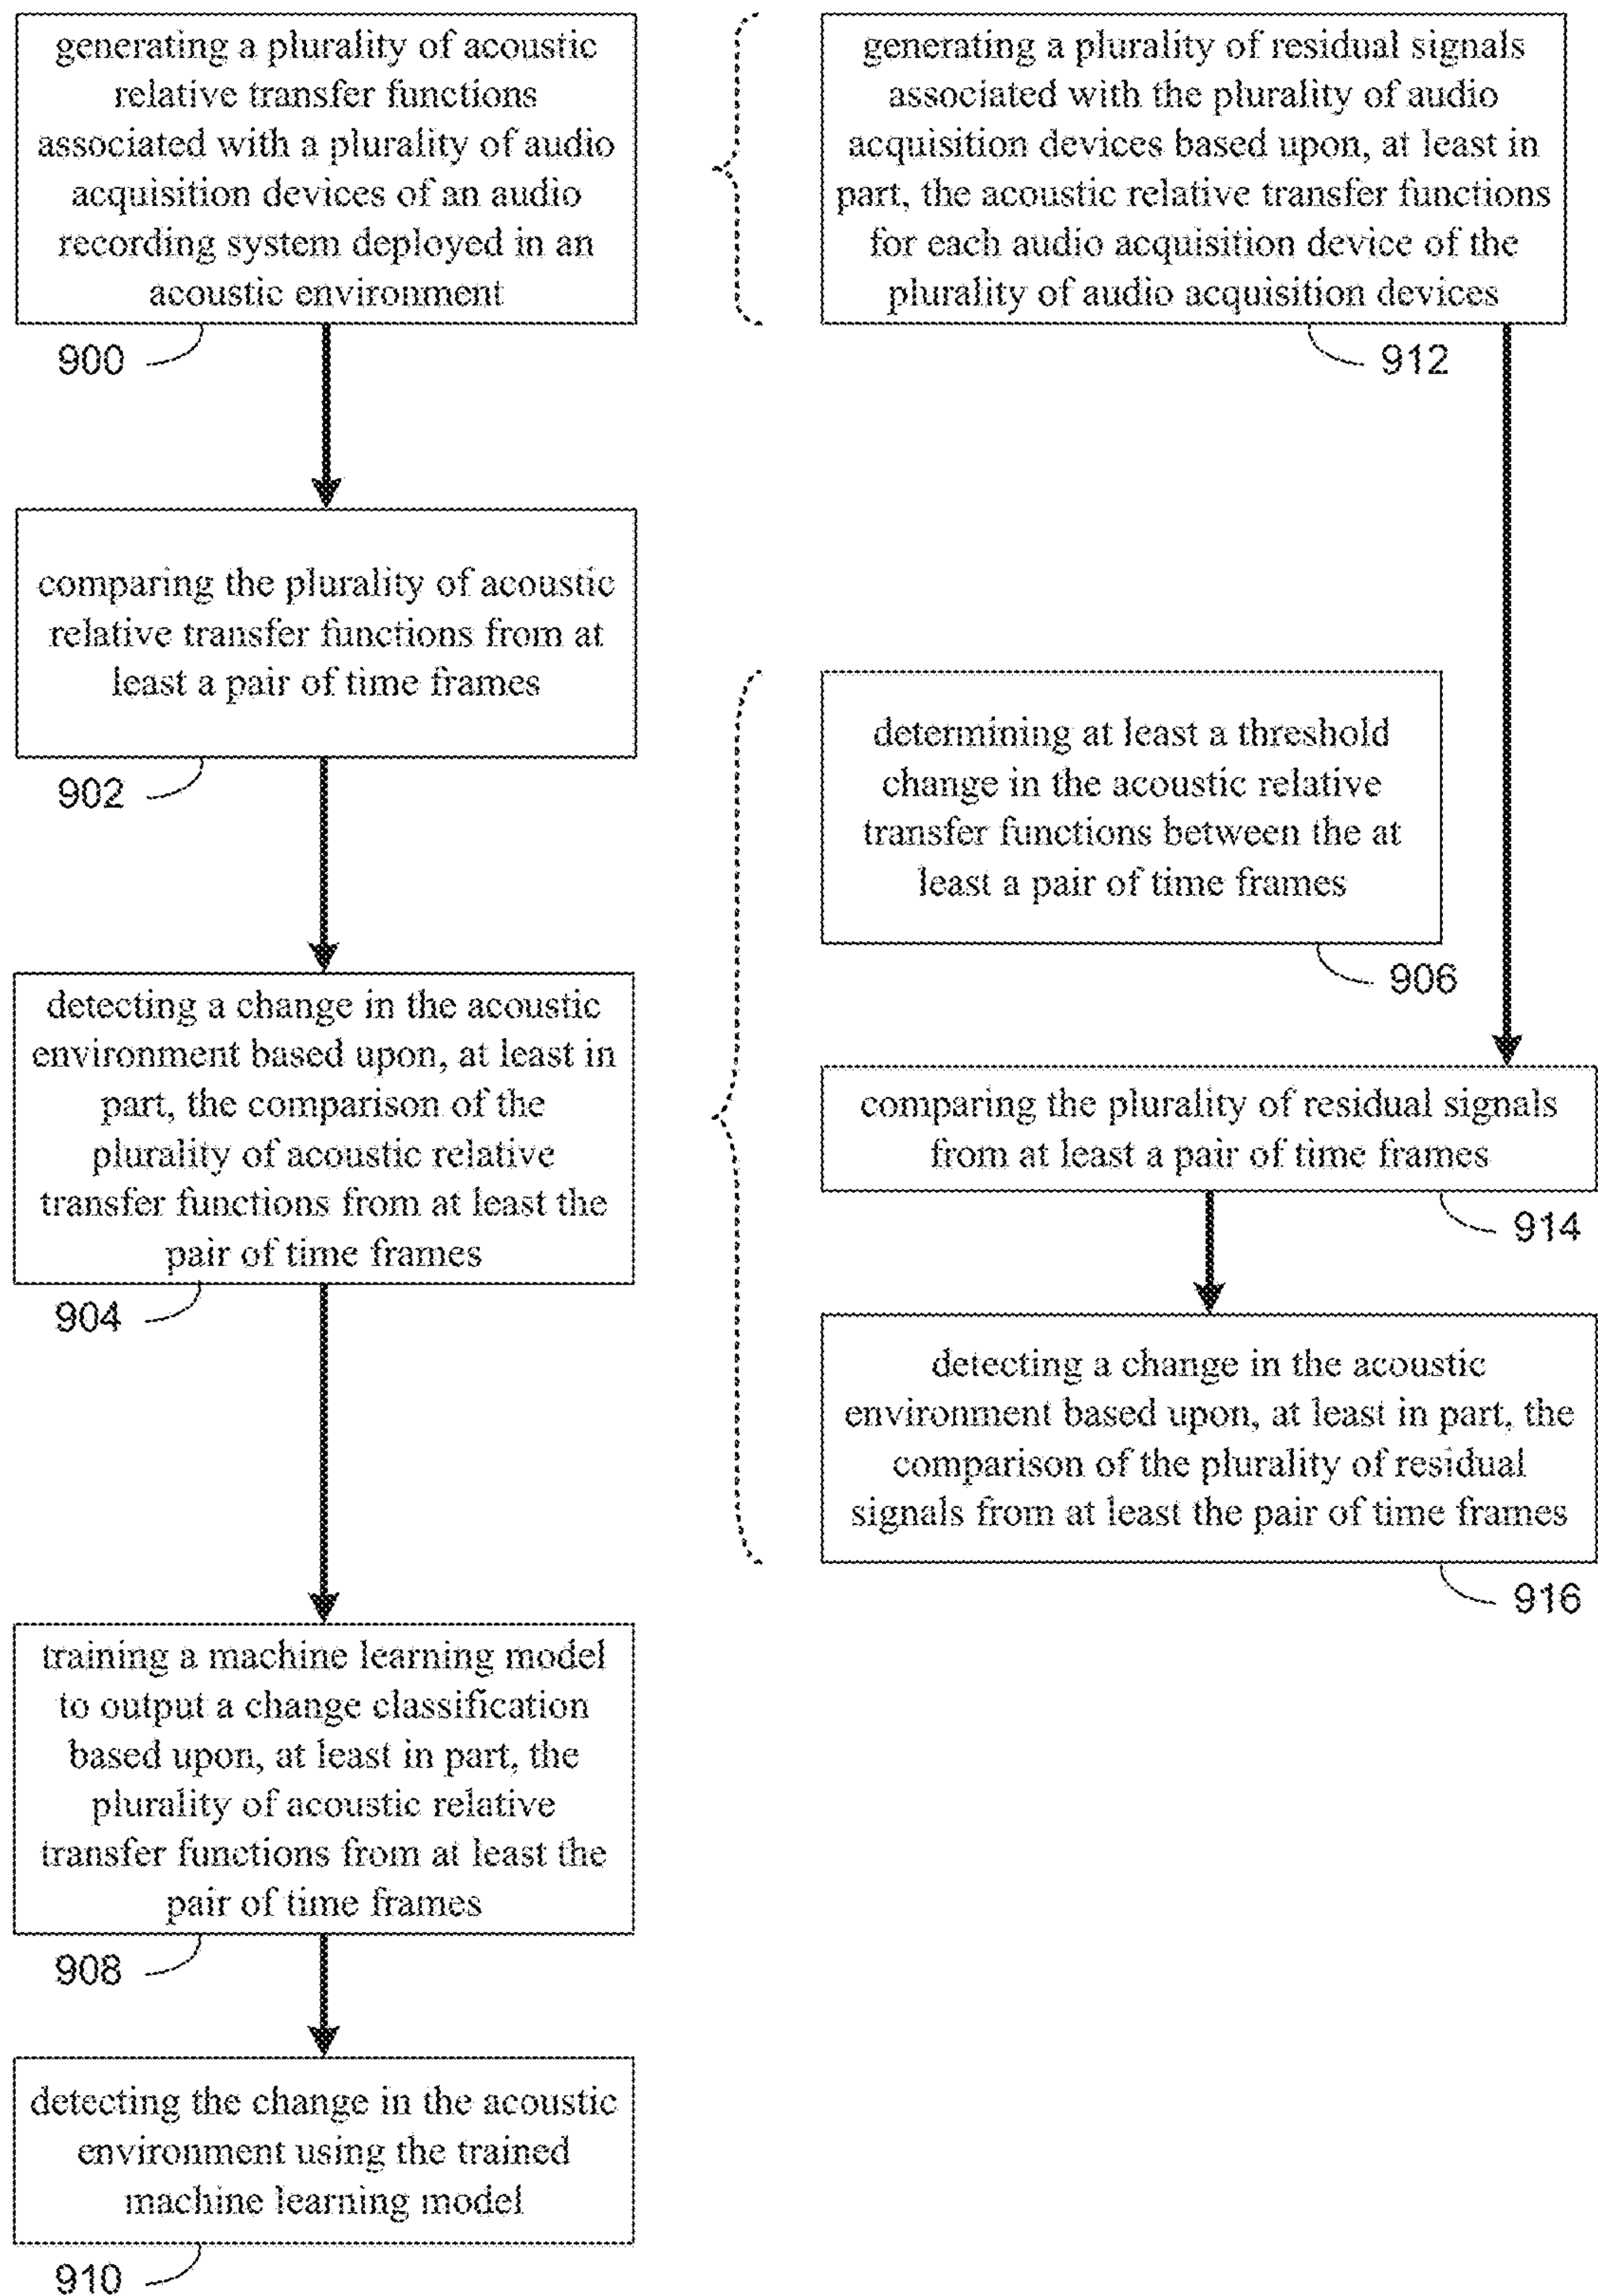 generating a plurality of acoustic
relative transfer functions
associated with a plurality of audio
acquisition devices of an audio
recording system deployed in an
acoustic environment
900
comparing the plurality of acoustic
relative transfer functions from at
least a pair of time frames
902
detecting a change in the acoustic
environment based upon, at least in
part, the comparison of the
plurality of acoustic relative
transfer functions from at least the
pair of time frames
904
training a machine learning model
to output a change classification
based upon, at least in part, the
plurality of acoustic relative
transfer functions from at least the
pair of time frames
908
detecting the change in the acoustic
environment using the trained
machine learning model
910
generating a plurality of residual signals
associated with the plurality of audio
acquisition devices based upon, at least in
part, the acoustic relative transfer functions
for each audio acquisition device of the
plurality of audio acquisition devices
912
determining at least a threshold
change in the acoustic relative
transfer functions between the at
least a pair of time frames
906
comparing the plurality of residual signals
from at least a pair of time frames
914
detecting a change in the acoustic
environment based upon, at least in part, the
comparison of the plurality of residual
signals from at least the pair of time frames
916